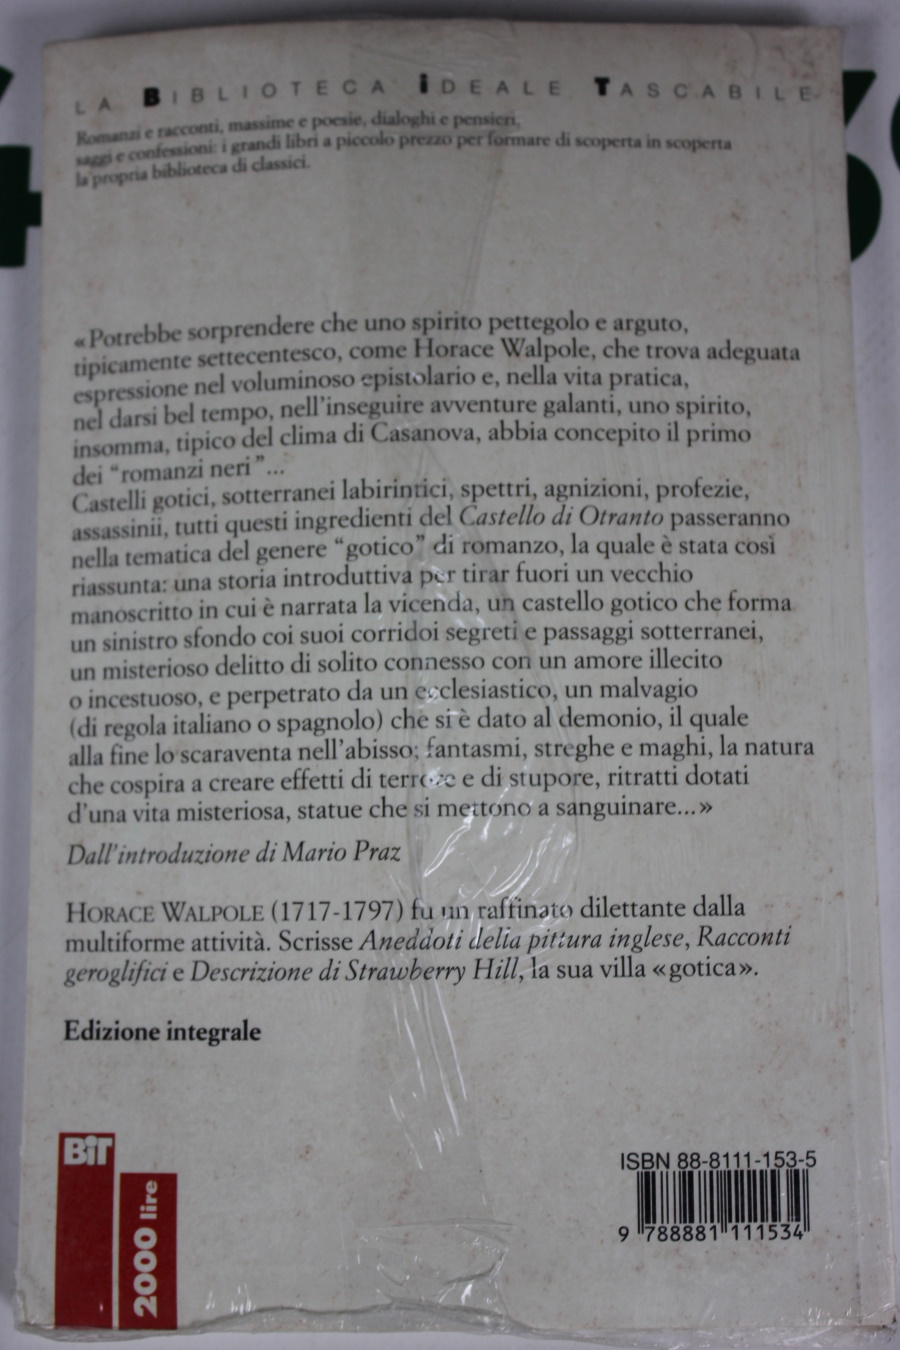 LA BIBLIOTECA iDEALE TASCABILE
Romanzi e racconti, massime e poesie, dialoghi e pensieri,
saggi e confessioni: i grandi libri a piccolo prezzo per formare di scoperta in scoperta
la propria biblioteca di classici.
«Potrebbe sorprendere che uno spirito pettegolo e arguto,
tipicamente settecentesco, come Horace Walpole, che trova adeguata
espressione nel voluminoso epistolario e, nella vita pratica,
nel darsi bel tempo, nell'inseguire avventure galanti, uno spirito,
insomma, tipico del clima di Casanova, abbia concepito il primo
dei “romanzi neri”...
Castelli gotici, sotterranei labirintici, spettri, agnizioni, profezie,
assassinii, tutti questi ingredienti del Castello di Otranto passeranno
nella tematica del genere “gotico” di romanzo, la quale è stata così
riassunta: una storia introduttiva per tirar fuori un vecchio
manoscritto in cui è narrata la vicenda, un castello gotico che forma
un sinistro sfondo coi suoi corridoi segreti e passaggi sotterranei,
un misterioso delitto di solito connesso con un amore illecito
o incestuoso, e perpetrato da un ecclesiastico, un malvagio
(di regola italiano o spagnolo) che si è dato al demonio, il quale
alla fine lo scaraventa nell'abisso; fantasmi, streghe e maghi, la natura
che cospira a creare effetti di terrore e di stupore, ritratti dotati
d'una vita misteriosa, statue che si mettono a sanguinare...»
Dall'introduzione di Mario Praz
HORACE WALPOLE (1717-1797) fu un raffinato dilettante dalla
multiforme attività. Scrisse Aneddoti della pittura inglese, Racconti
geroglifici e Descrizione di Strawberry Hill, la sua villa «gotica».
Edizione integrale
BiT
2000 lire
ISBN 88-8111-153-5
9 788881 111534